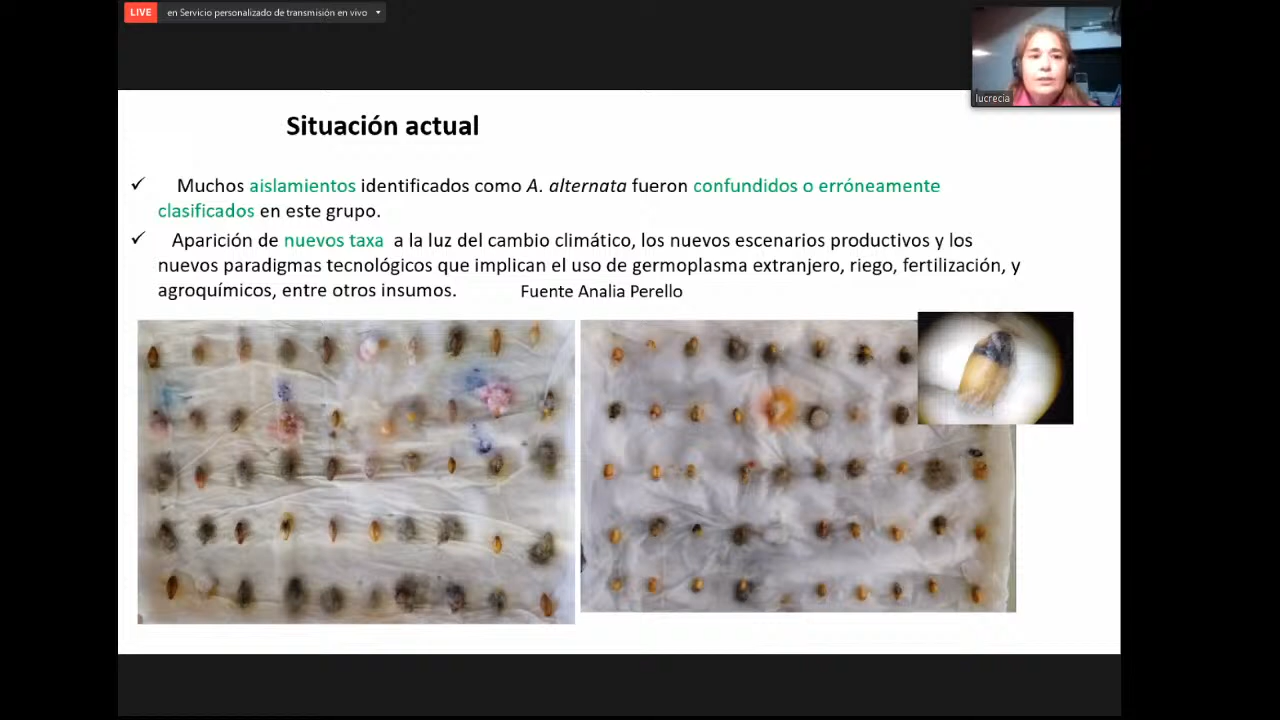 LIVE en Servicio personalizado de transmisión en vivo
lucrecia
Situación actual
✓ Muchos aislamientos identificados como A. alternata fueron confundidos o erróneamente
clasificados en este grupo.
✓ Aparición de nuevos taxa a la luz del cambio climático, los nuevos escenarios productivos y los
nuevos paradigmas tecnológicos que implican el uso de germoplasma extranjero, riego, fertilización, y
agroquímicos, entre otros insumos. Fuente Analia Perello